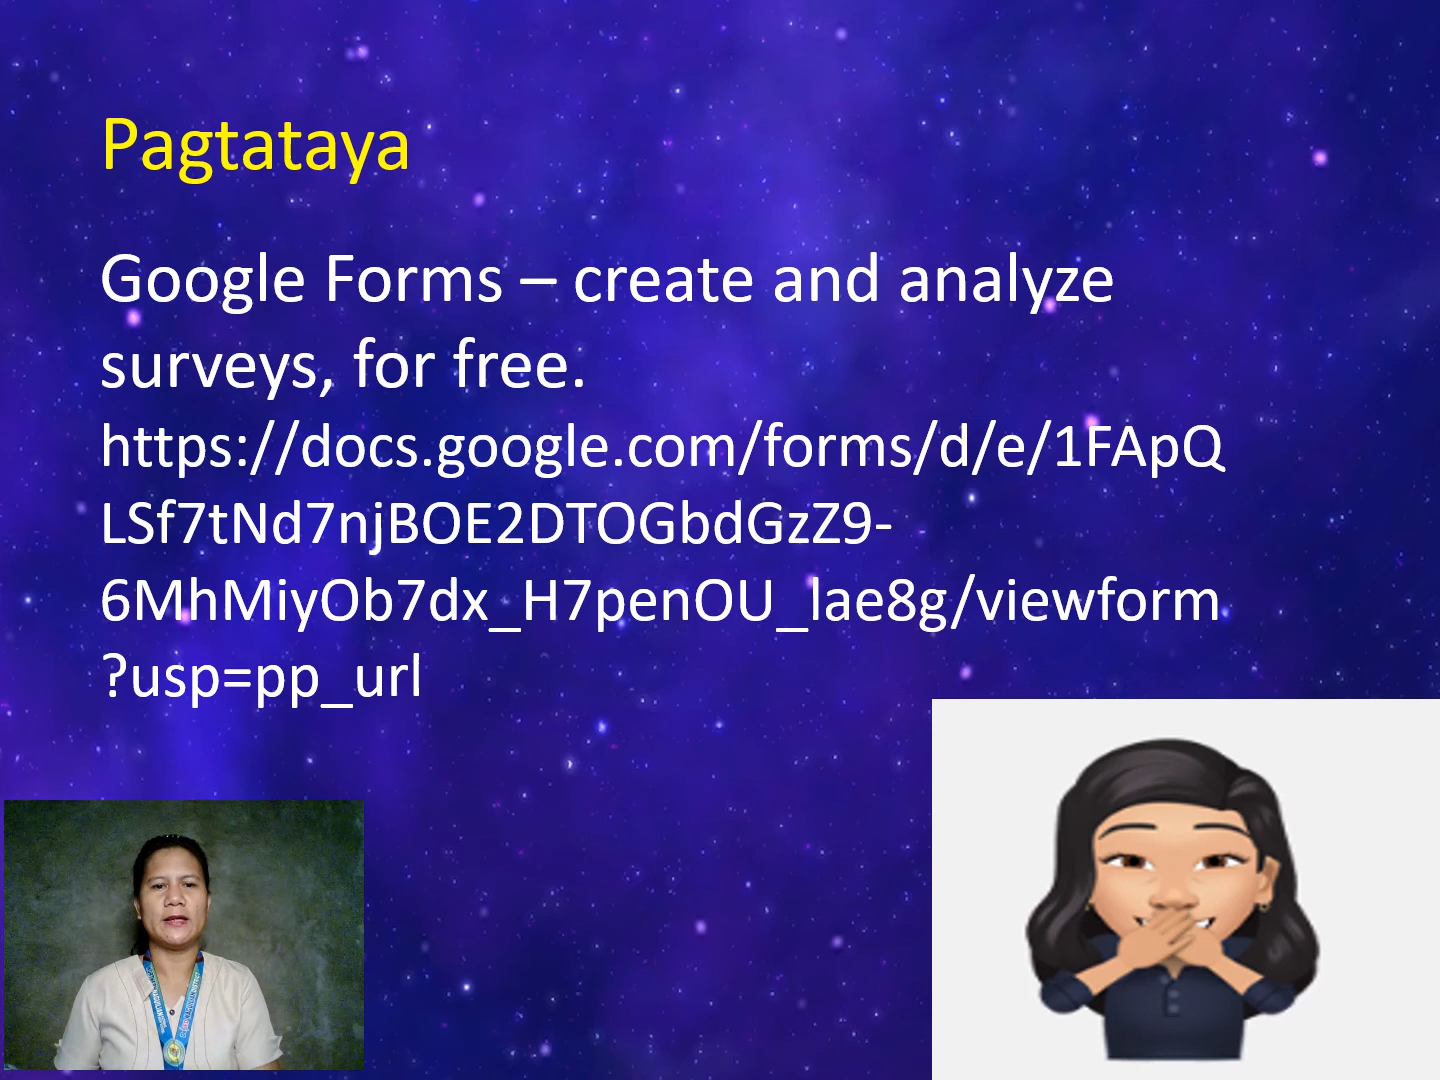 Pagtataya
Google Forms – create and analyze
surveys, for free.
https://docs.google.com/forms/d/e/1FApQ
LSf7tNd7njBOE2DTOGbdGzZ9-
6MhMiyOb7dx_H7penOU_lae8g/viewform
?usp=pp_url